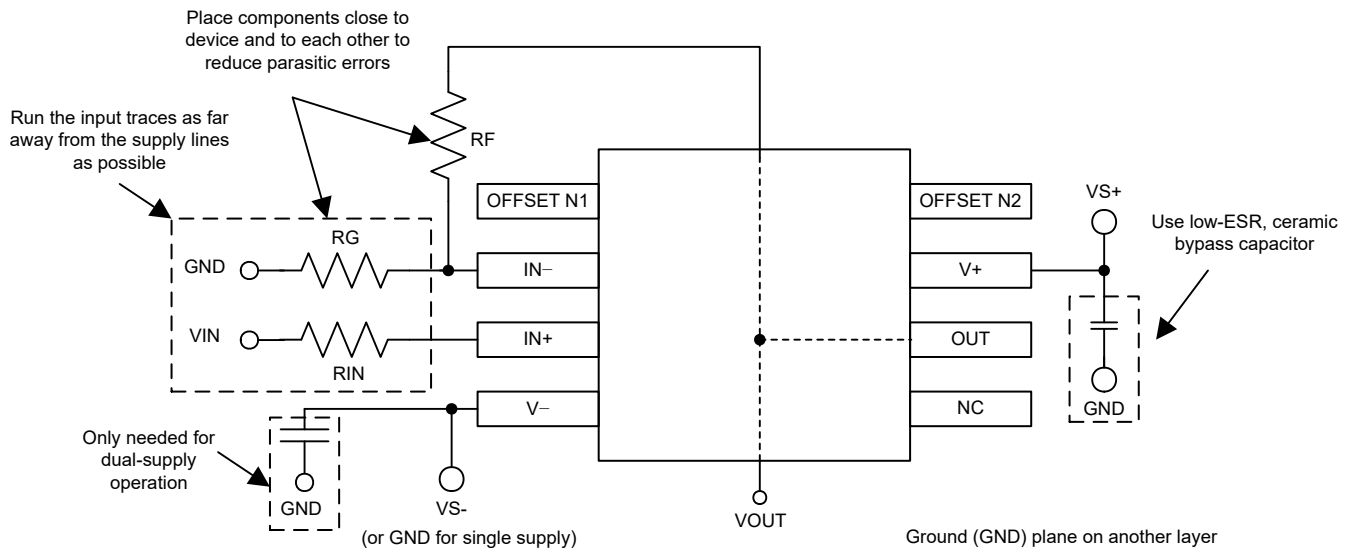 Place components close to
device and to each other to
reduce parasitic errors
Run the input traces as far
away from the supply lines
as possible
RF
OFFSET N1
OFFSET N2
VS+
Use low-ESR, ceramic
bypass capacitor
RG
GND
IN−
V+
VIN
IN+
OUT
RIN
V−
NC
GND
Only needed for
dual-supply
operation
GND
VS-
(or GND for single supply)
VOUT
Ground (GND) plane on another layer